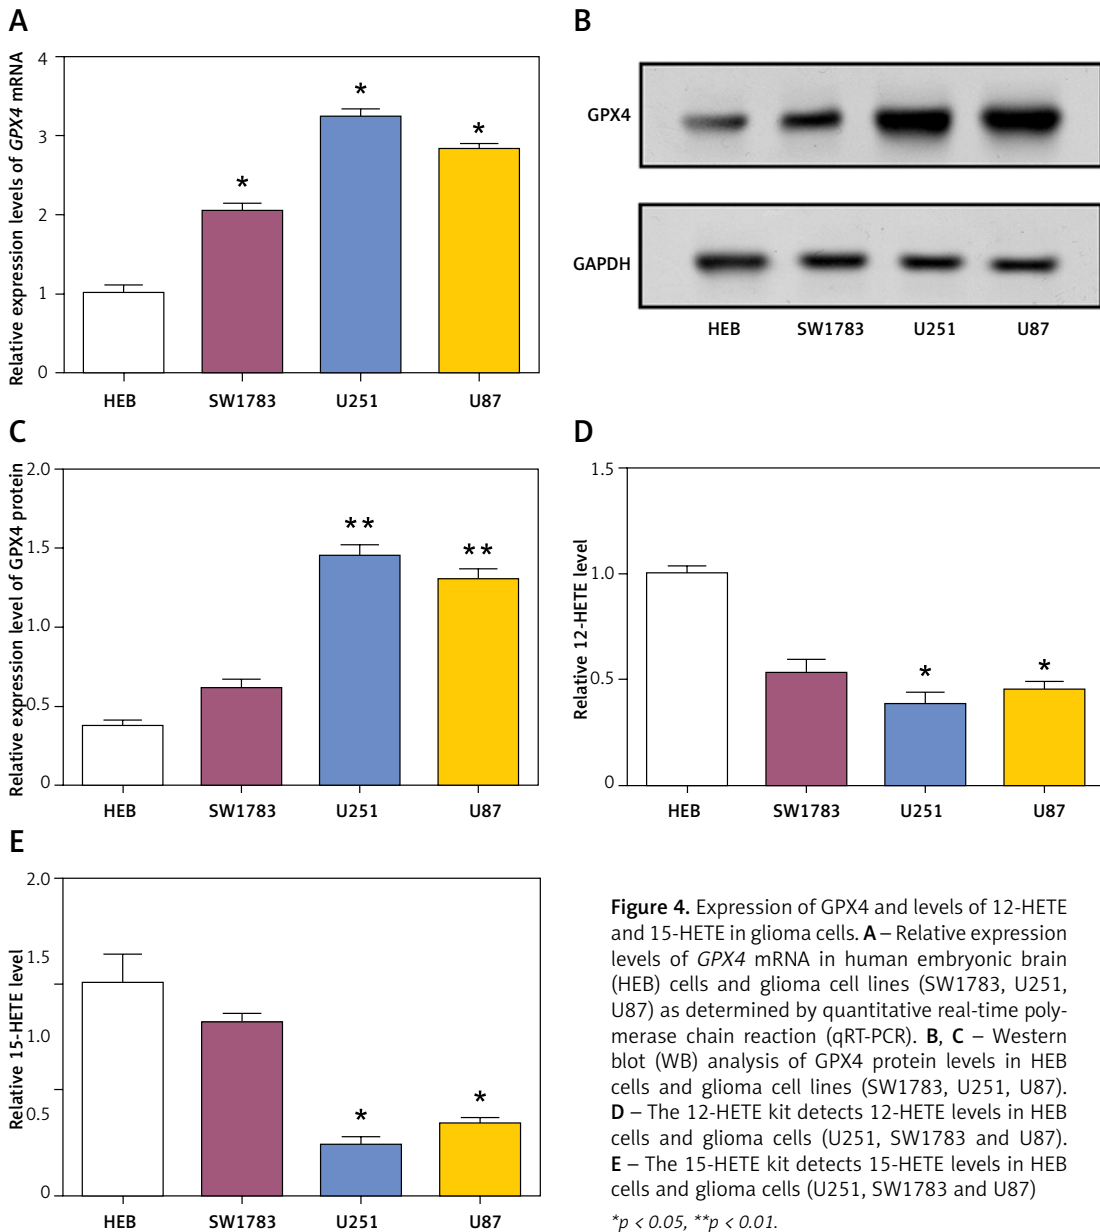 A
Relative expression levels of GPX4 mRNA
4
3
2
1
0
*
*
*
HEB
SW1783
U251
U87
B
GPX4
GAPDH
HEB
SW1783
U251
U87
C
Relative expression level of GPX4 protein
2.0
1.5
1.0
0.5
0
**
**
HEB
SW1783
U251
U87
D
Relative 12-HETE level
1.5
1.0
0.5
0
*
*
HEB
SW1783
U251
U87
E
Relative 15-HETE level
2.0
1.5
1.0
0.5
0
*
*
HEB
SW1783
U251
U87
Figure 4. Expression of GPX4 and levels of 12-HETE
and 15-HETE in glioma cells. A – Relative expression
levels of GPX4 mRNA in human embryonic brain
(HEB) cells and glioma cell lines (SW1783, U251,
U87) as determined by quantitative real-time poly-
merase chain reaction (qRT-PCR). B, C – Western
blot (WB) analysis of GPX4 protein levels in HEB
cells and glioma cell lines (SW1783, U251, U87).
D – The 12-HETE kit detects 12-HETE levels in HEB
cells and glioma cells (U251, SW1783 and U87).
E – The 15-HETE kit detects 15-HETE levels in HEB
cells and glioma cells (U251, SW1783 and U87)
*p < 0.05, **p < 0.01.